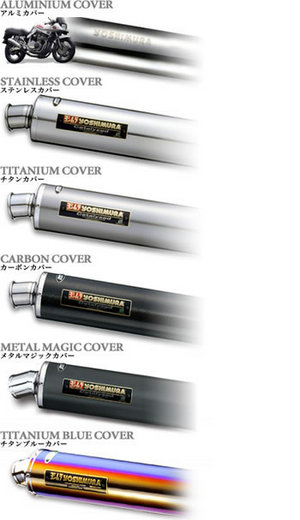 ALUMINIUM COVER
アルミカバー
YOSHIMURA
STAINLESS COVER
ステンレスカバー
YOSHIMURA
Catalyzed
TITANIUM COVER
チタンカバー
YOSHIMURA
Catalyzed
CARBON COVER
カーボンカバー
YOSHIMURA
METAL MAGIC COVER
メタルマジックカバー
YOSHIMURA
TITANIUM BLUE COVER
チタンブルーカバー
YOSHIMURA